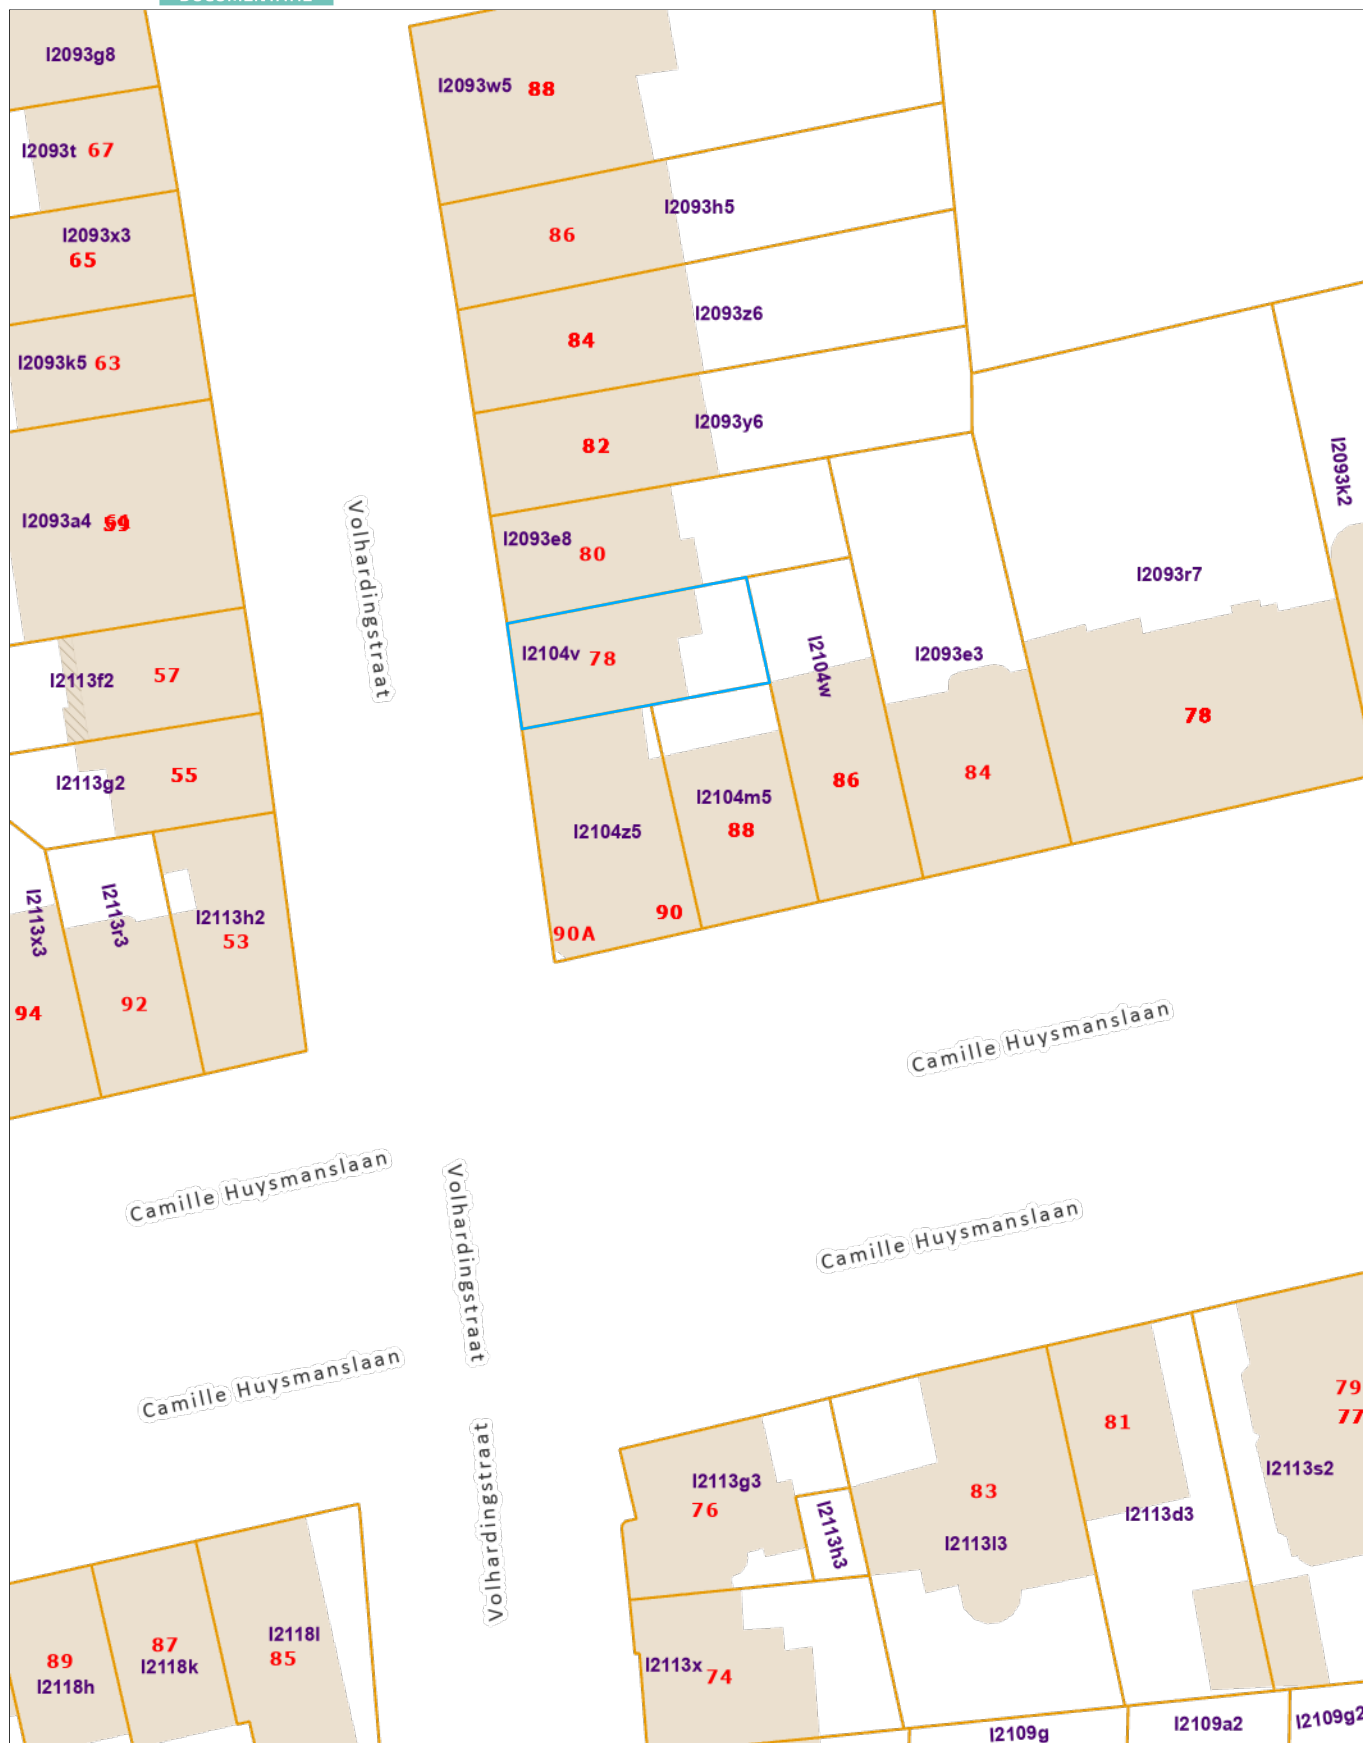 I2093g8
I2093w5 88
I2093t 67
I2093h5
I2093x3
65
86
I2093z6
84
I2093k5 63
I2093y6
82
I2093k2
I2093a4
Volhardingstraat
I2093e8
80
I2093r7
I2104v 78
I2104w
I2093e3
57
I2113f2
78
55
I2113g2
86
84
I2104m5
88
I2104z5
I2113x3
I2113r3
I2113h2
53
90
90A
94
92
Camille Huysmanslaan
Camille Huysmanslaan
Volhardingstraat
Camille Huysmanslaan
Camille Huysmanslaan
79
77
81
Volhardingstraat
I2113s2
I2113g3
76
83
I2113d3
I2113h3
I2113l3
I2118l
85
87
I2118k
89
I2118h
I2113x 74
I2109g
I2109a2
I2109g2